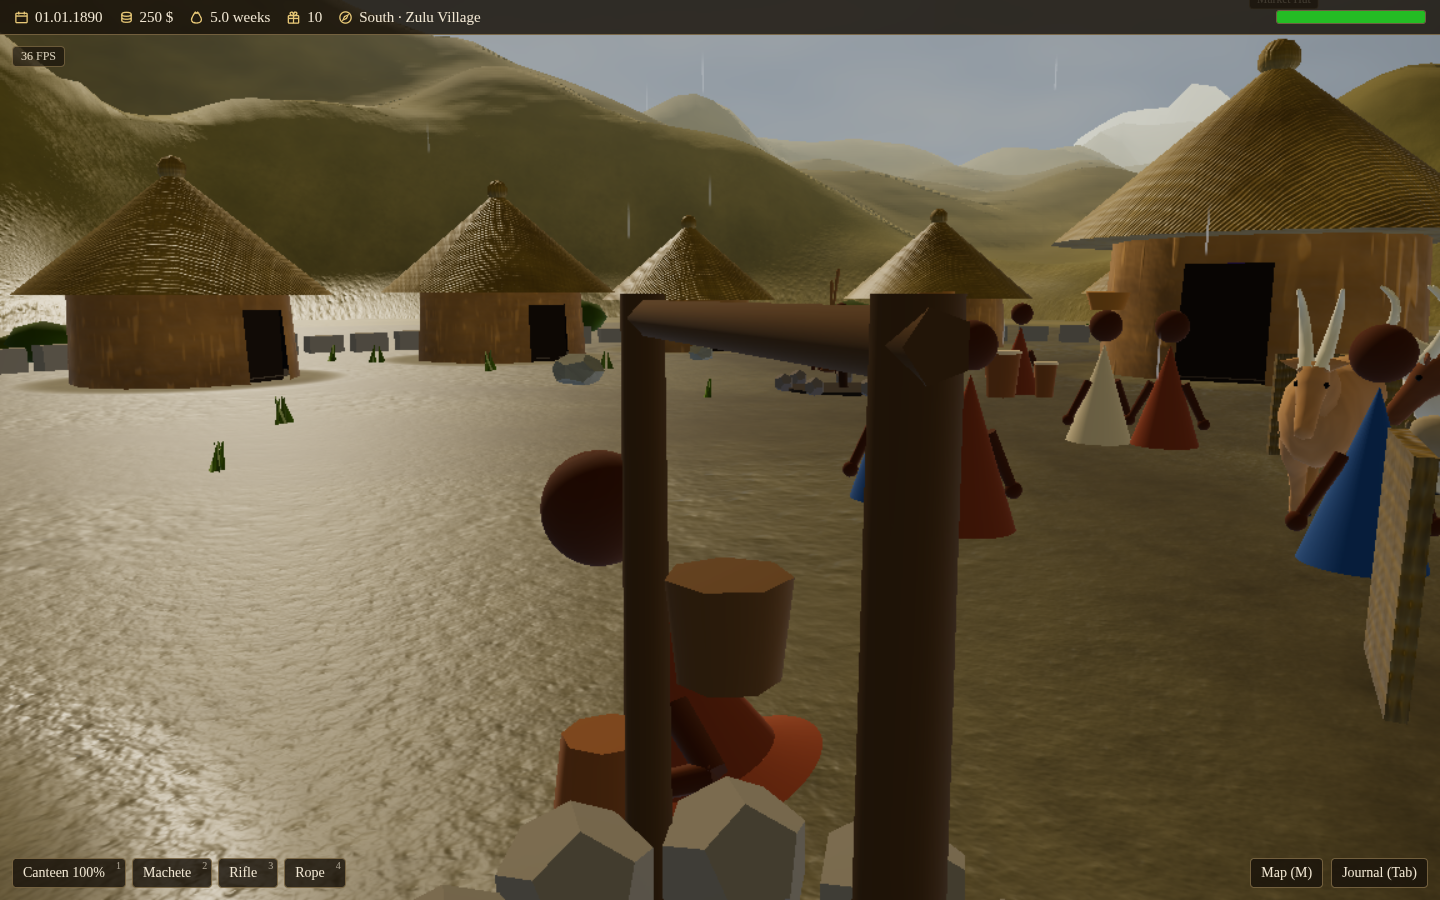 01.01.1890 250 $ 5.0 weeks 10 South · Zulu Village
36 FPS
Canteen 100% 1 Machete 2 Rifle 3 Rope 4
Map (M) Journal (Tab)